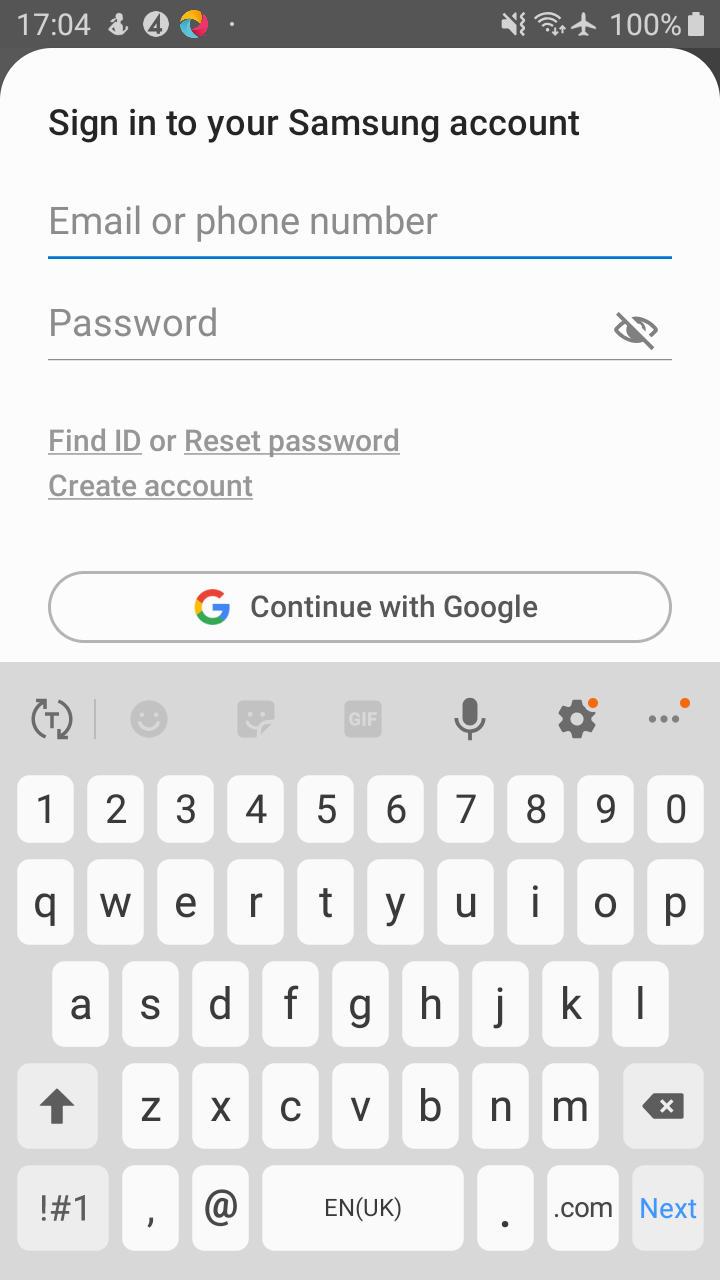 17:04 100%
Sign in to your Samsung account
Email or phone number
Password
Find ID or Reset password
Create account
Continue with Google
GIF
1 2 3 4 5 6 7 8 9 0
q w e r t y u i o p
a s d f g h j k l
z x c v b n m
!#1 , @ EN(UK) . .com Next